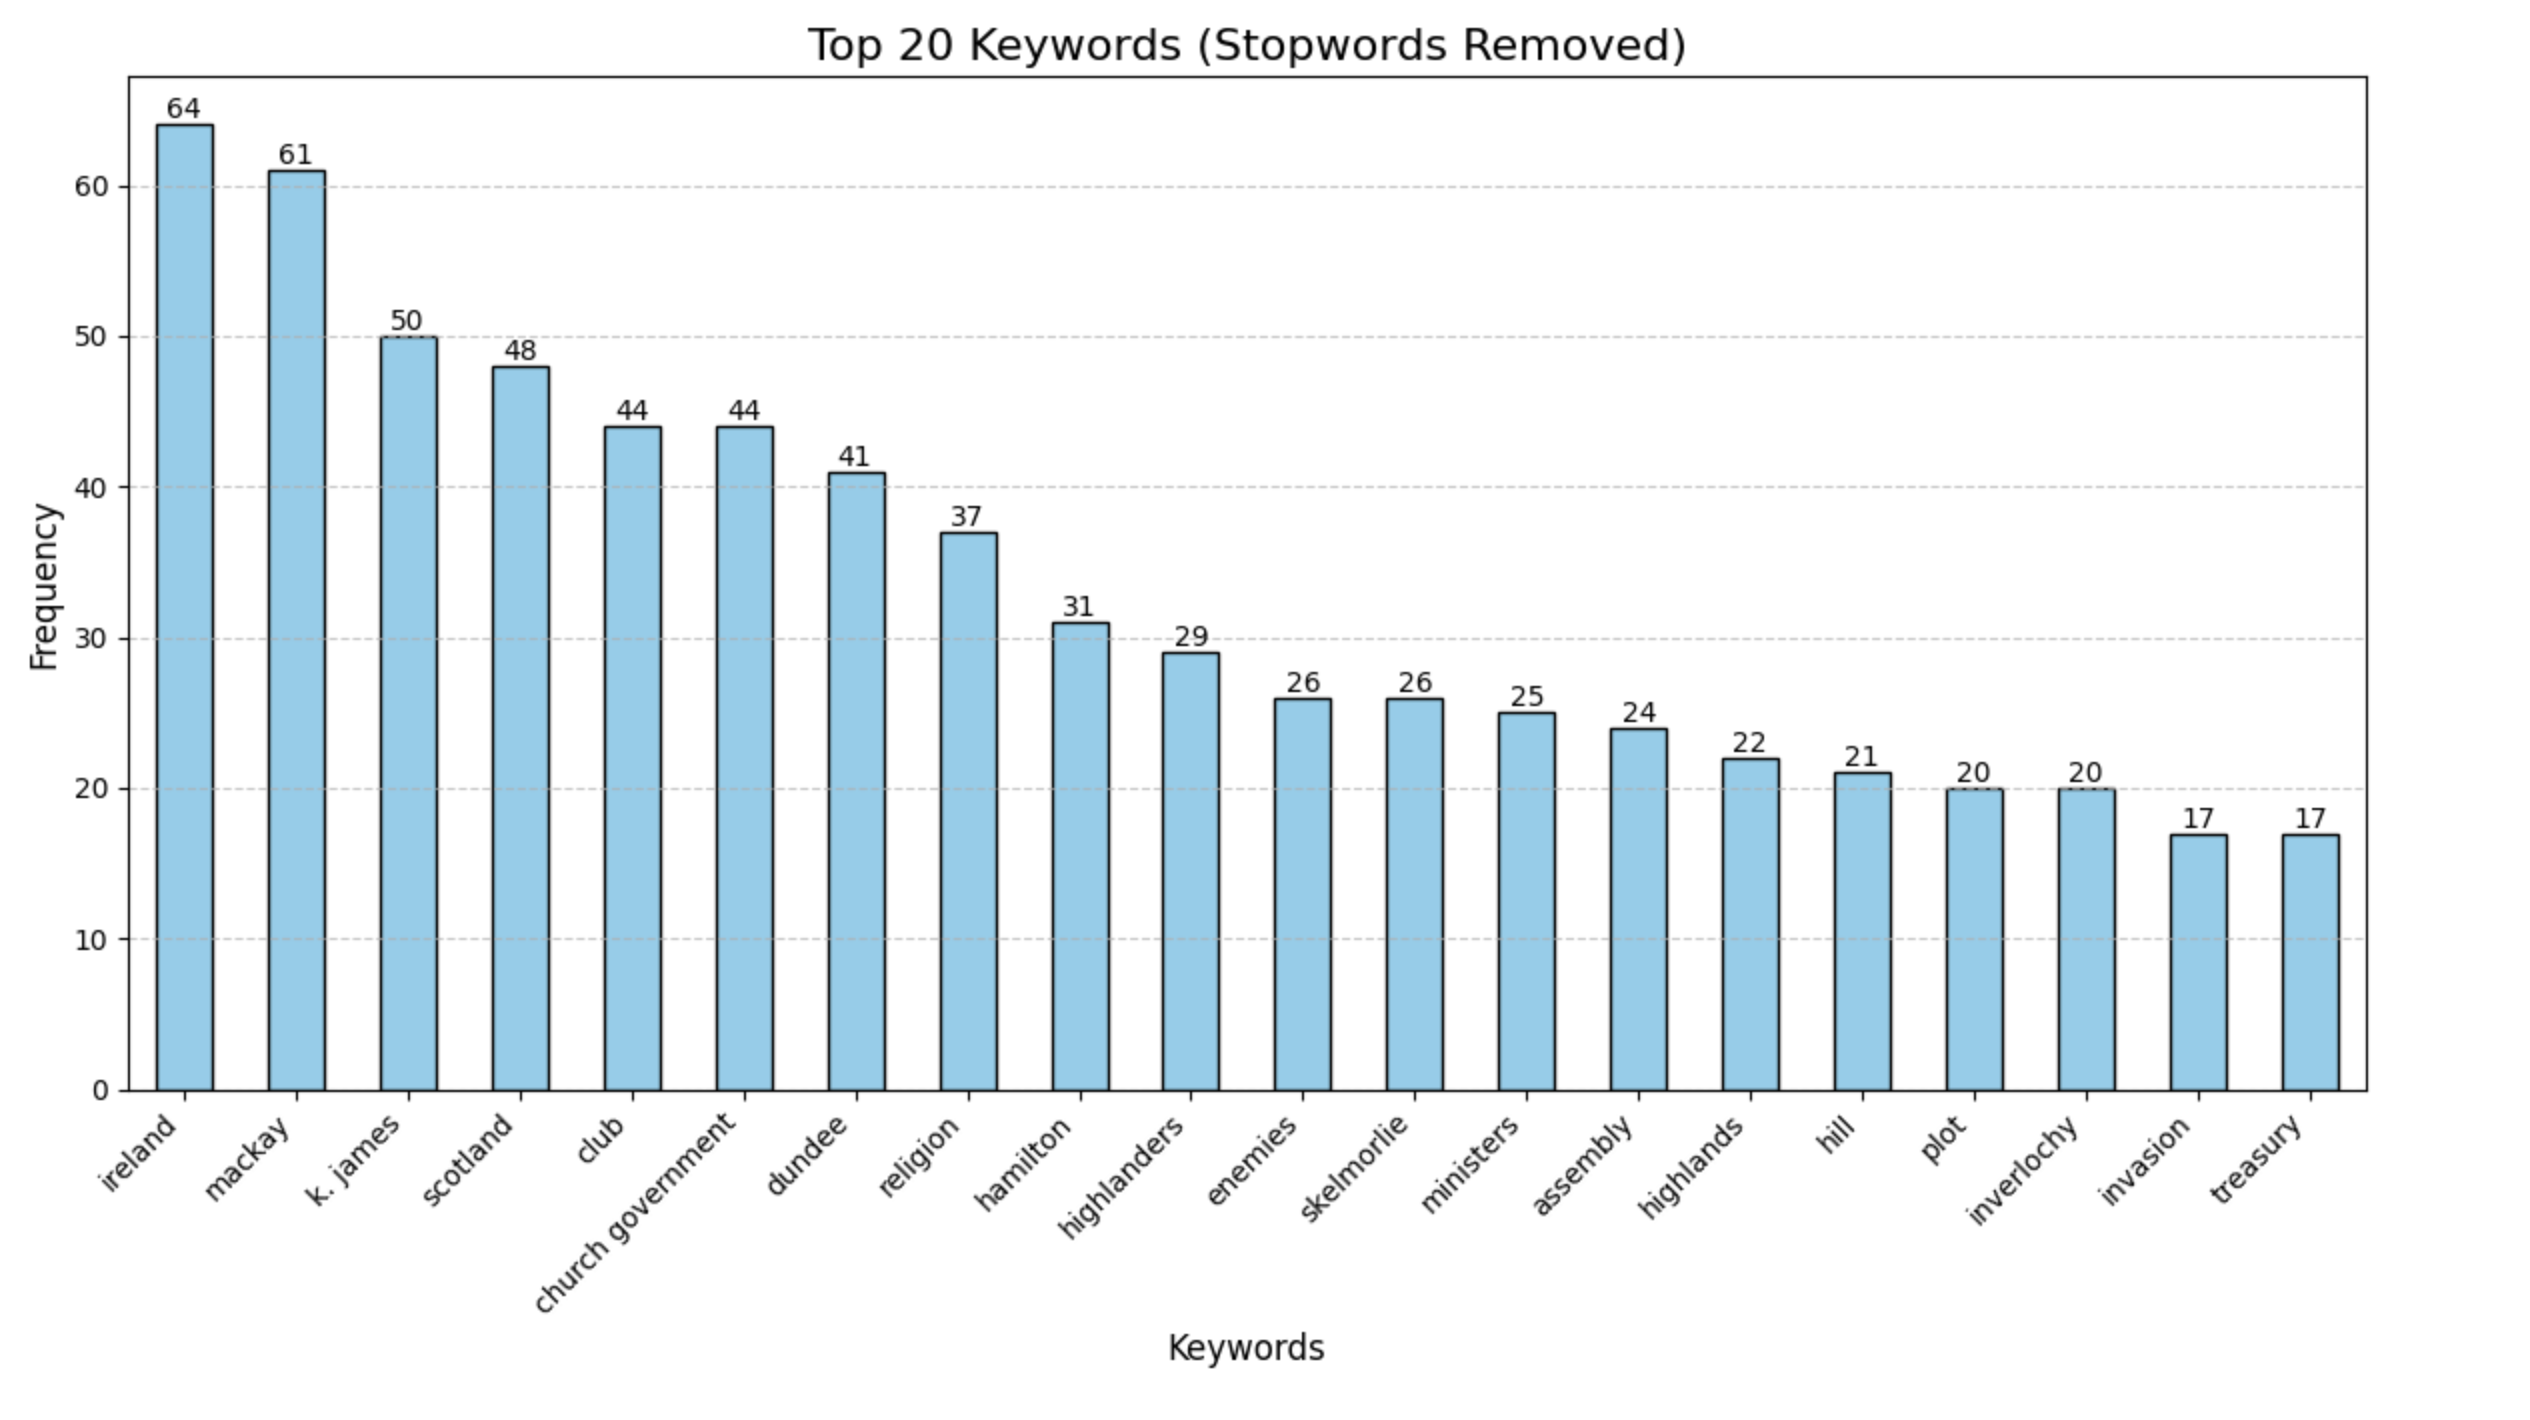 Top 20 Keywords (Stopwords Removed)
Frequency
60
50
40
30
20
10
0
64
61
50
48
44
44
41
37
31
29
26
26
25
24
22
21
20
20
17
17
ireland
mackay
k. james
scotland
club
church government
dundee
religion
hamilton
highlanders
enemies
skelmorlie
ministers
assembly
highlands
hill
plot
inverlochy
invasion
treasury
Keywords